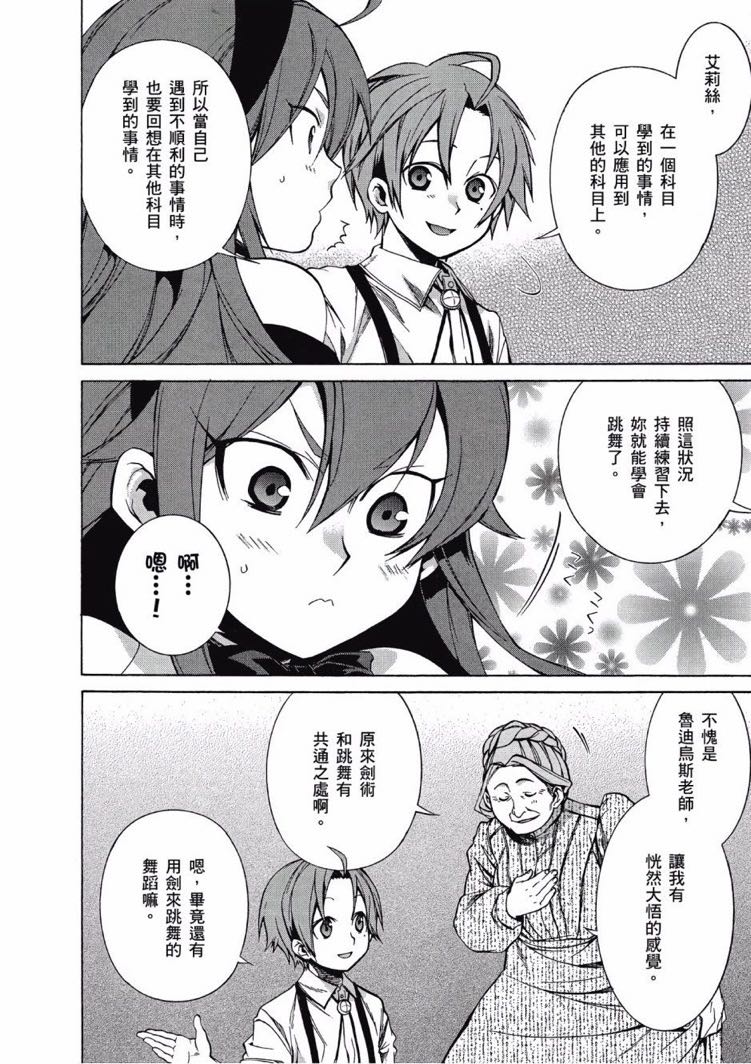 艾莉絲，
在一個科目
學到的事情，
可以應用到
其他的科目上。
所以當自己
遇到不順利的事情時，
也要回想在其他科目
學到的事情。
照這狀況
持續練習下去，
妳就能學會
跳舞了。
啊…
嗯…！
不愧是
魯迪烏斯老師，
讓我有
恍然大悟的感覺。
原來劍術
和跳舞有
共通之處啊。
嗯，畢竟還有
用劍來跳舞的
舞蹈嘛。